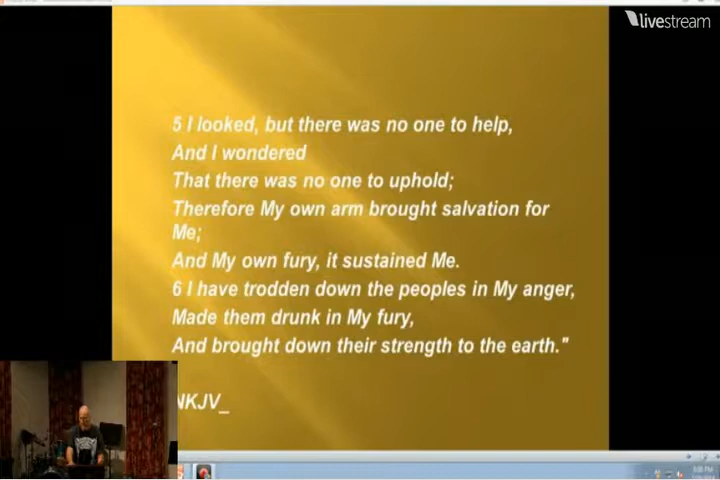 livestream
5 I looked, but there was no one to help,
And I wondered
That there was no one to uphold;
Therefore My own arm brought salvation for
Me;
And My own fury, it sustained Me.
6 I have trodden down the peoples in My anger,
Made them drunk in My fury,
And brought down their strength to the earth."
NKJV_